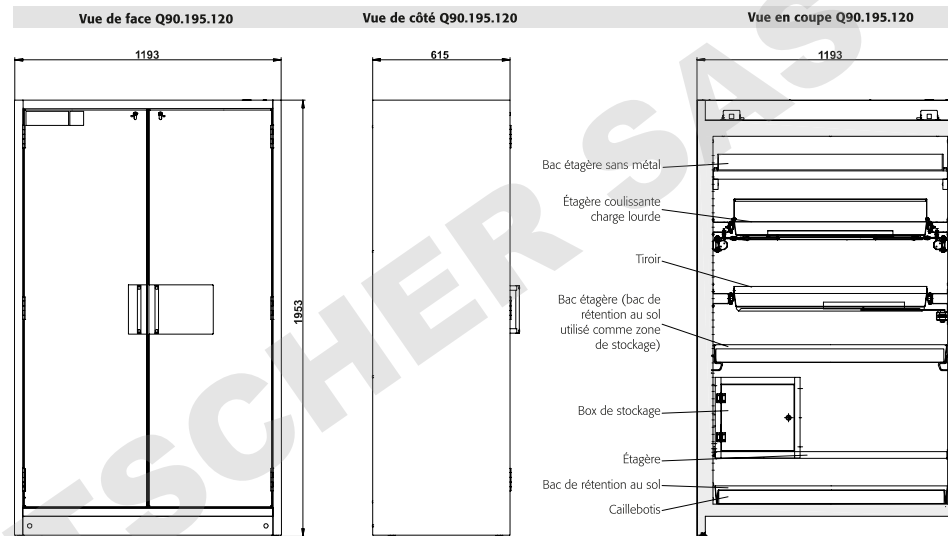 Vue de face Q90.195.120
Vue de côté Q90.195.120
Vue en coupe Q90.195.120
1193
615
1193
1953
Bac étagère sans métal
Étagère coulissante
charge lourde
Tiroir
Bac étagère (bac de
rétention au sol
utilisé comme zone
de stockage)
Box de stockage
Étagère
Bac de rétention au sol
Caillebotis
TSCHER SAS